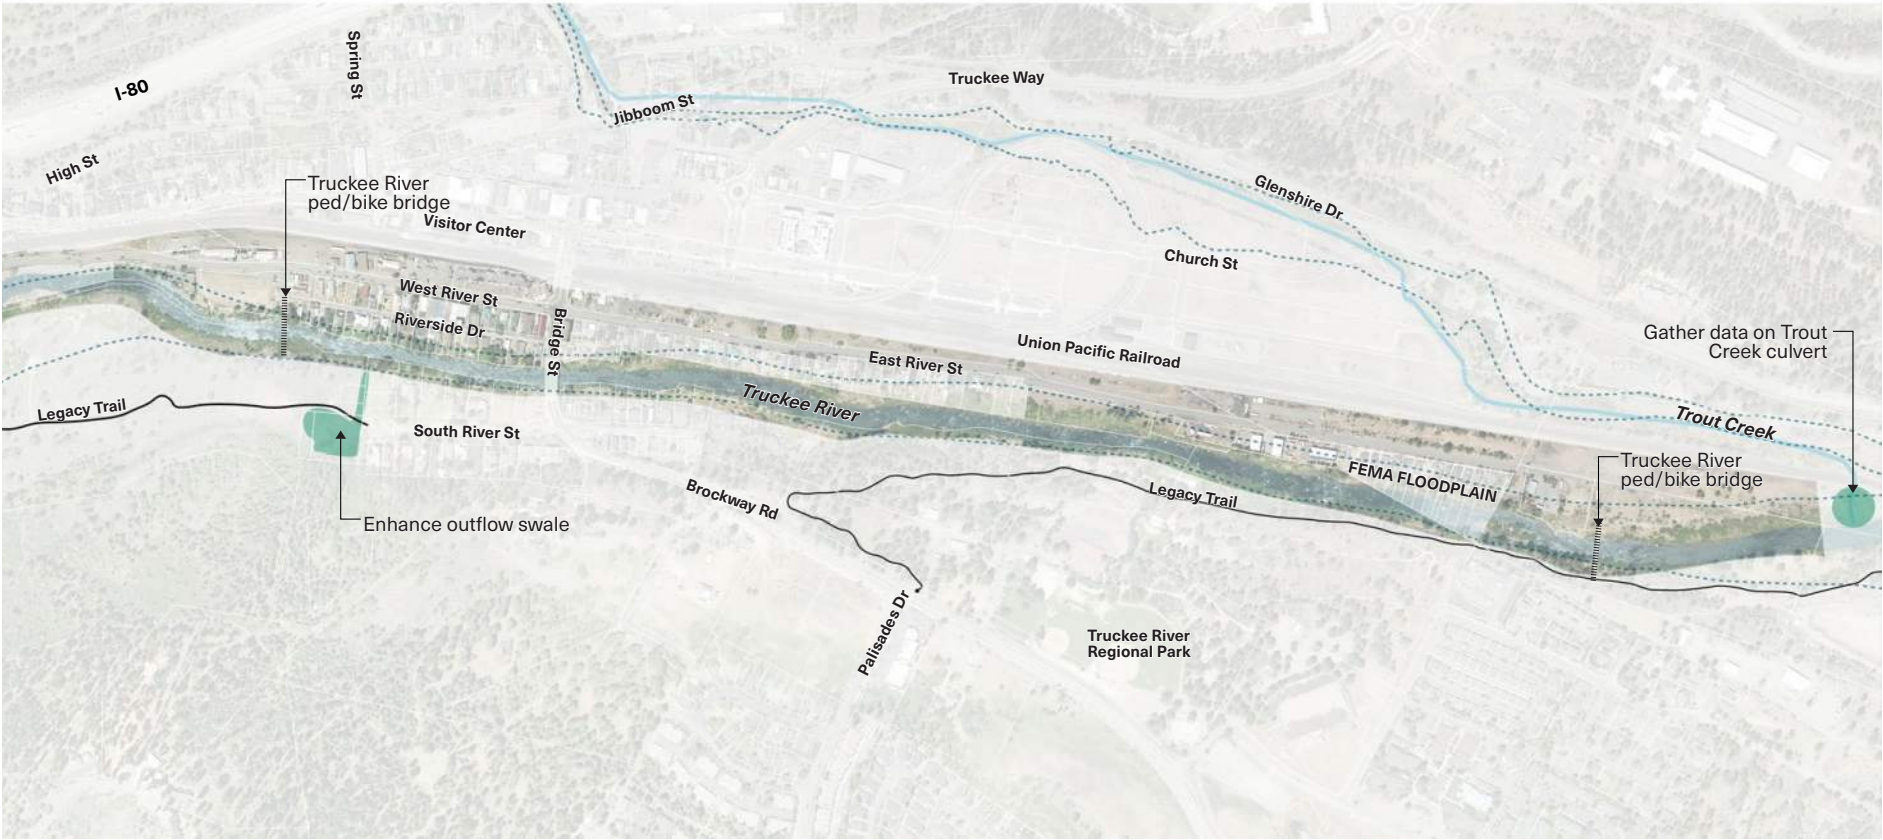 Spring St
I-80
Truckee Way
Jibboom St
High St
Truckee River
ped/bike bridge
Glenshire Dr
Visitor Center
Church St
West River St
Riverside Dr
Bridge St
Union Pacific Railroad
East River St
Gather data on Trout
Creek culvert
Truckee River
Legacy Trail
South River St
Trout Creek
FEMA FLOODPLAIN
Truckee River
ped/bike bridge
Brockway Rd
Legacy Trail
Enhance outflow swale
Palisades Dr
Truckee River
Regional Park